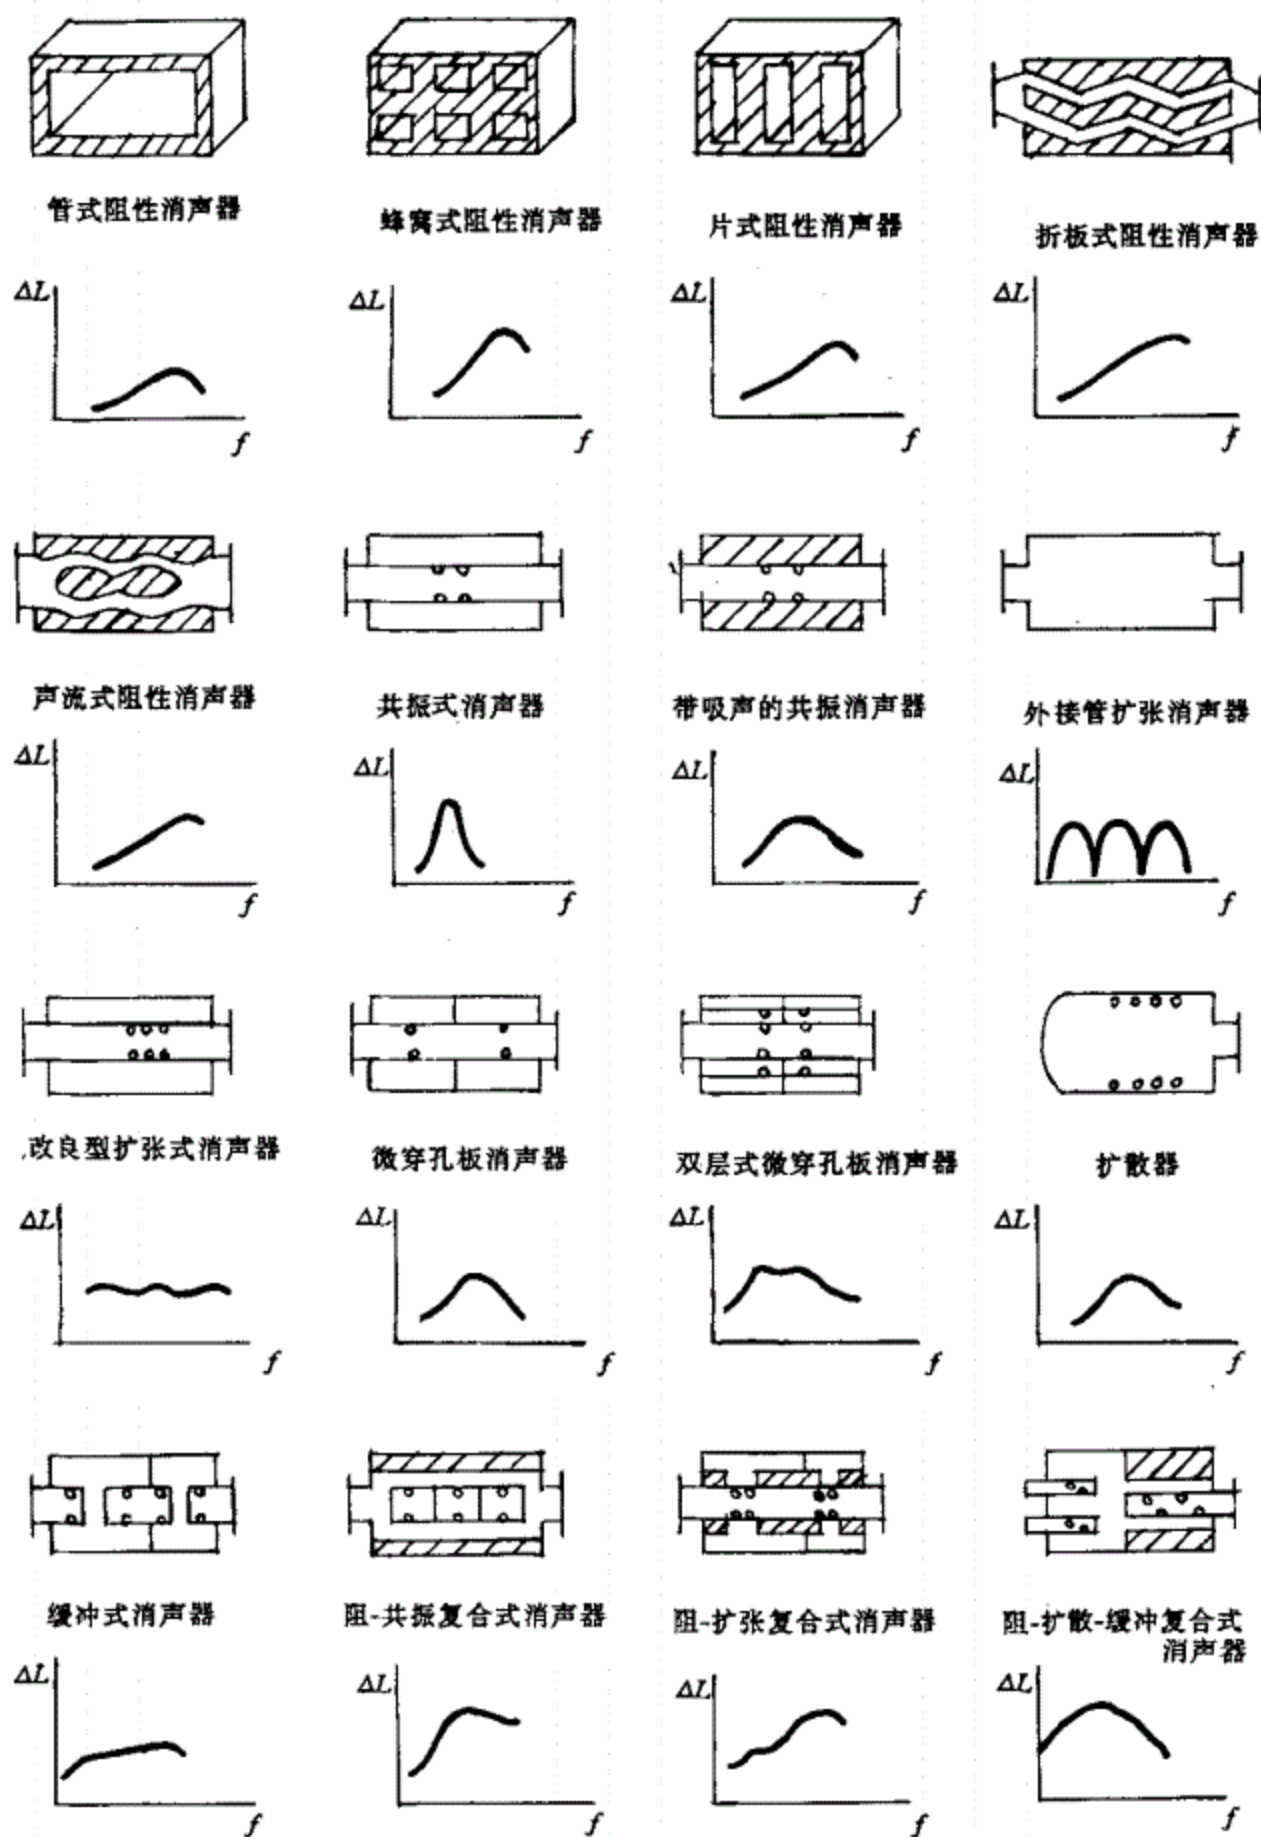 管式阻性消声器
蜂窝式阻性消声器
片式阻性消声器
折板式阻性消声器
ΔL
f
ΔL
f
ΔL
f
ΔL
f
声流式阻性消声器
共振式消声器
带吸声的共振消声器
外接管扩张消声器
ΔL
f
ΔL
f
ΔL
f
ΔL
f
改良型扩张式消声器
微穿孔板消声器
双层式微穿孔板消声器
扩散器
ΔL
f
ΔL
f
ΔL
f
ΔL
f
缓冲式消声器
阻-共振复合式消声器
阻-扩张复合式消声器
阻-扩散-缓冲复合式
消声器
ΔL
f
ΔL
f
ΔL
f
ΔL
f